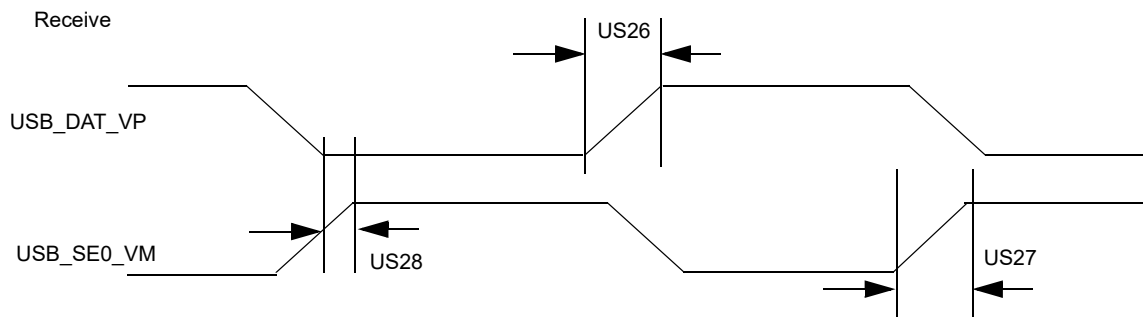 Receive
US26
USB_DAT_VP
USB_SE0_VM
US28
US27